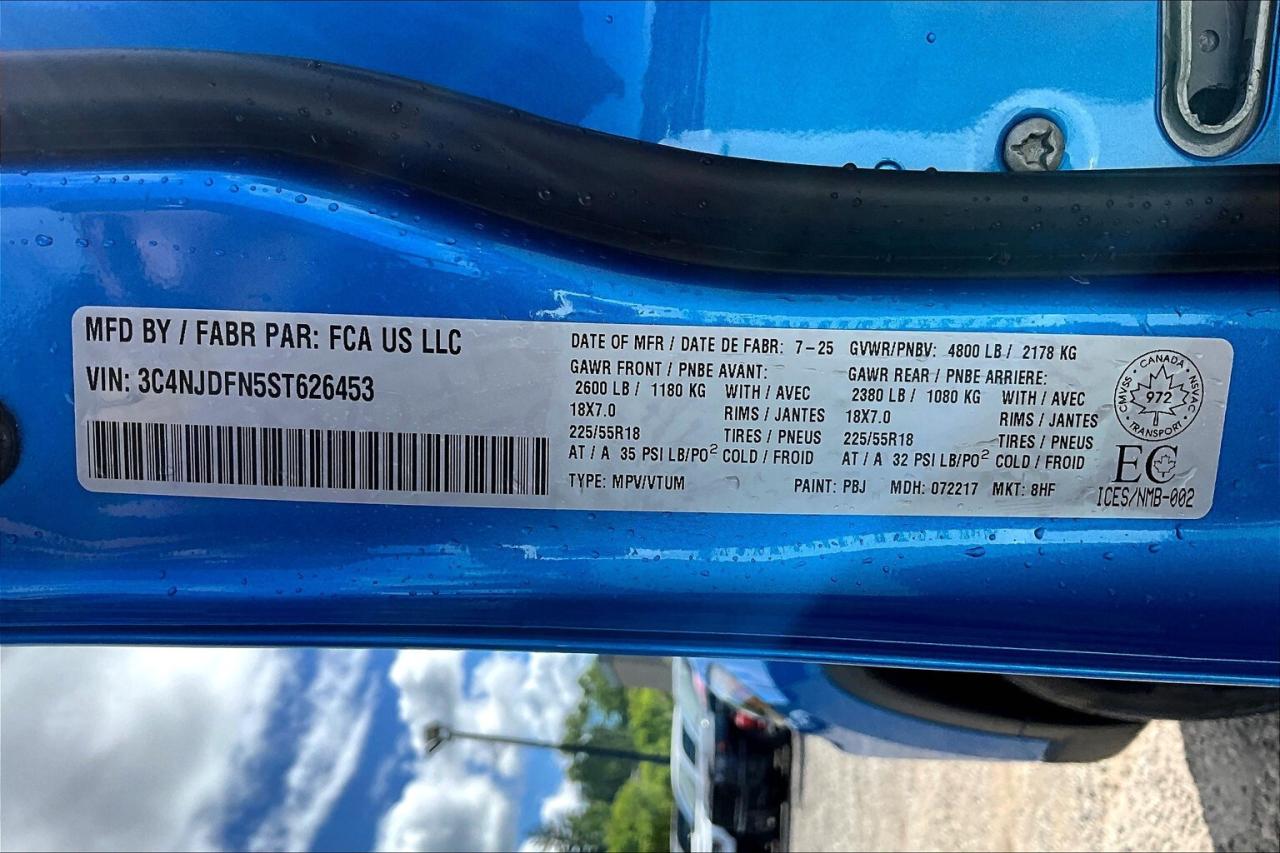 MFD BY / FABR PAR: FCA US LLC
VIN: 3C4NJDFN5ST626453
DATE OF MFR / DATE DE FABR: 7-25 GVWR/PNBV: 4800 LB / 2178 KG
GAWR FRONT / PNBE AVANT:
2600 LB / 1180 KG WITH / AVEC
18X7.0 RIMS / JANTES
225/55R18 TIRES / PNEUS
AT / A 35 PSI LB/PO² COLD / FROID
GAWR REAR / PNBE ARRIERE:
2380 LB / 1080 KG WITH / AVEC
18X7.0 RIMS / JANTES
225/55R18 TIRES / PNEUS
AT / A 32 PSI LB/PO² COLD / FROID
TYPE: MPV/VTUM PAINT: PBJ MDH: 072217 MKT: 8HF
CMVSS • CANADA • NSVAC • TRANSPORT •
972
EC
ICES/NMB-002